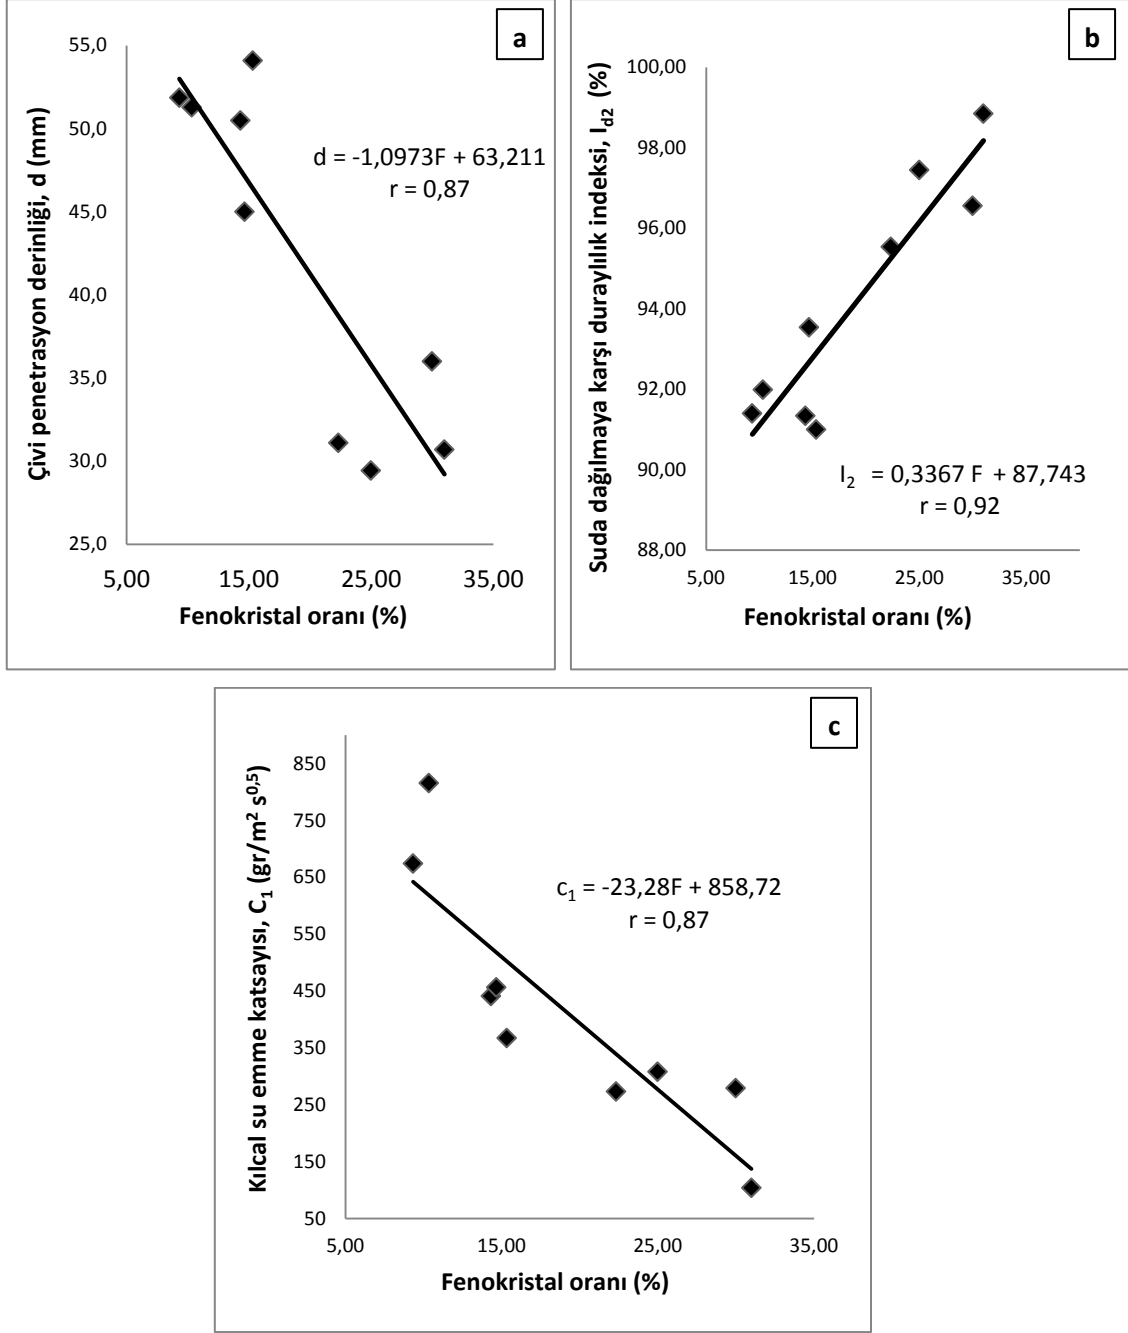 a
Çivi penetrasyon derinliği, d (mm)
55,0
50,0
45,0
40,0
35,0
30,0
25,0
d = -1,0973F + 63,211
r = 0,87
5,00 15,00 25,00 35,00
Fenokristal oranı (%)
b
Suda dağılmaya karşı duraylılık indeksi, I_d2 (%)
100,00
98,00
96,00
94,00
92,00
90,00
88,00
I_2 = 0,3367 F + 87,743
r = 0,92
5,00 15,00 25,00 35,00
Fenokristal oranı (%)
c
Kılcal su emme katsayısı, C_1 (gr/m² s^0,5)
850
750
650
550
450
350
250
150
50
c_1 = -23,28F + 858,72
r = 0,87
5,00 15,00 25,00 35,00
Fenokristal oranı (%)